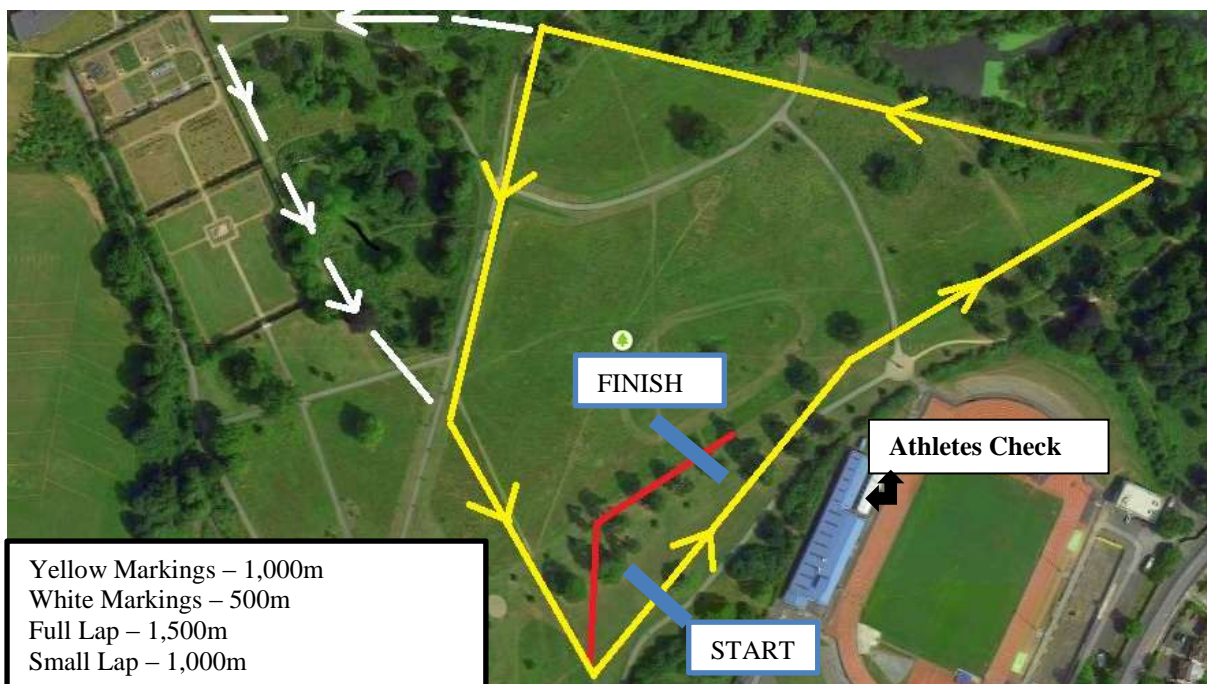 FINISH
Athletes Check
START
Yellow Markings – 1,000m
White Markings – 500m
Full Lap – 1,500m
Small Lap – 1,000m